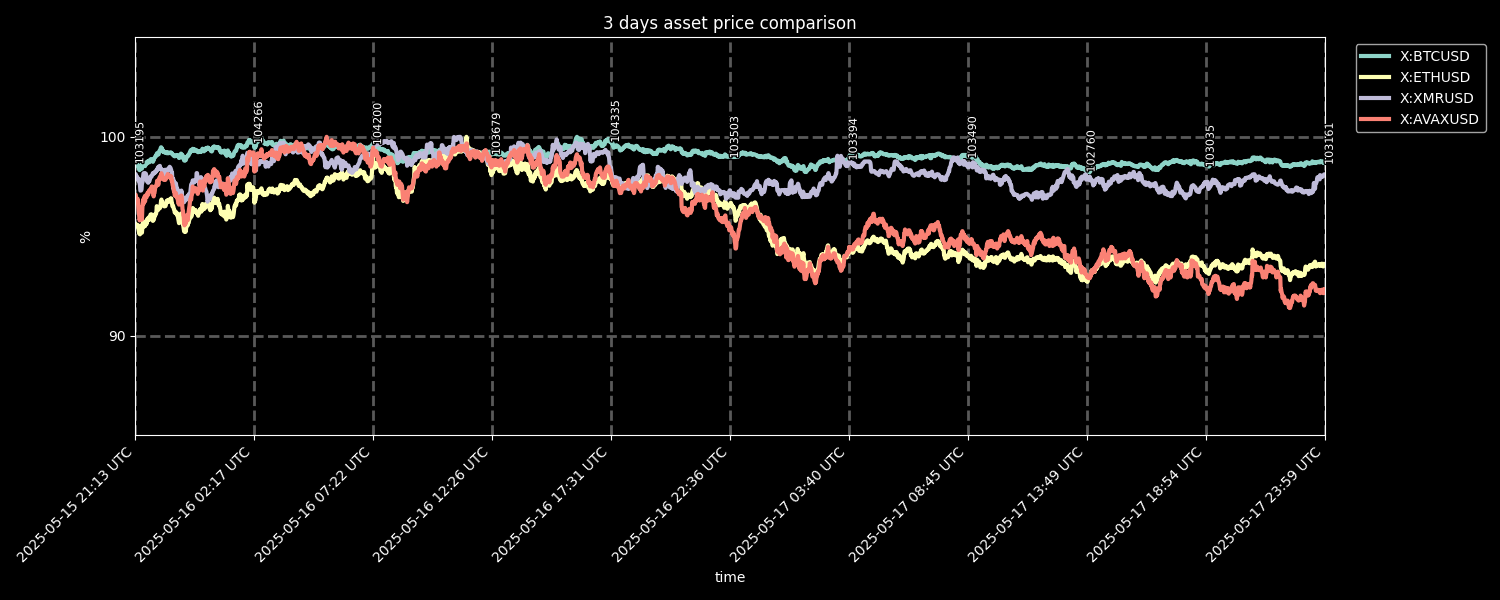 3 days asset price comparison
X:BTCUSD
X:ETHUSD
X:XMRUSD
X:AVAXUSD
%
100
90
103195
104266
104200
103679
104335
103503
103394
103490
102760
103035
103161
2025-05-15 21:13 UTC
2025-05-16 02:17 UTC
2025-05-16 07:22 UTC
2025-05-16 12:26 UTC
2025-05-16 17:31 UTC
2025-05-16 22:36 UTC
2025-05-17 03:40 UTC
2025-05-17 08:45 UTC
2025-05-17 13:49 UTC
2025-05-17 18:54 UTC
2025-05-17 23:59 UTC
time